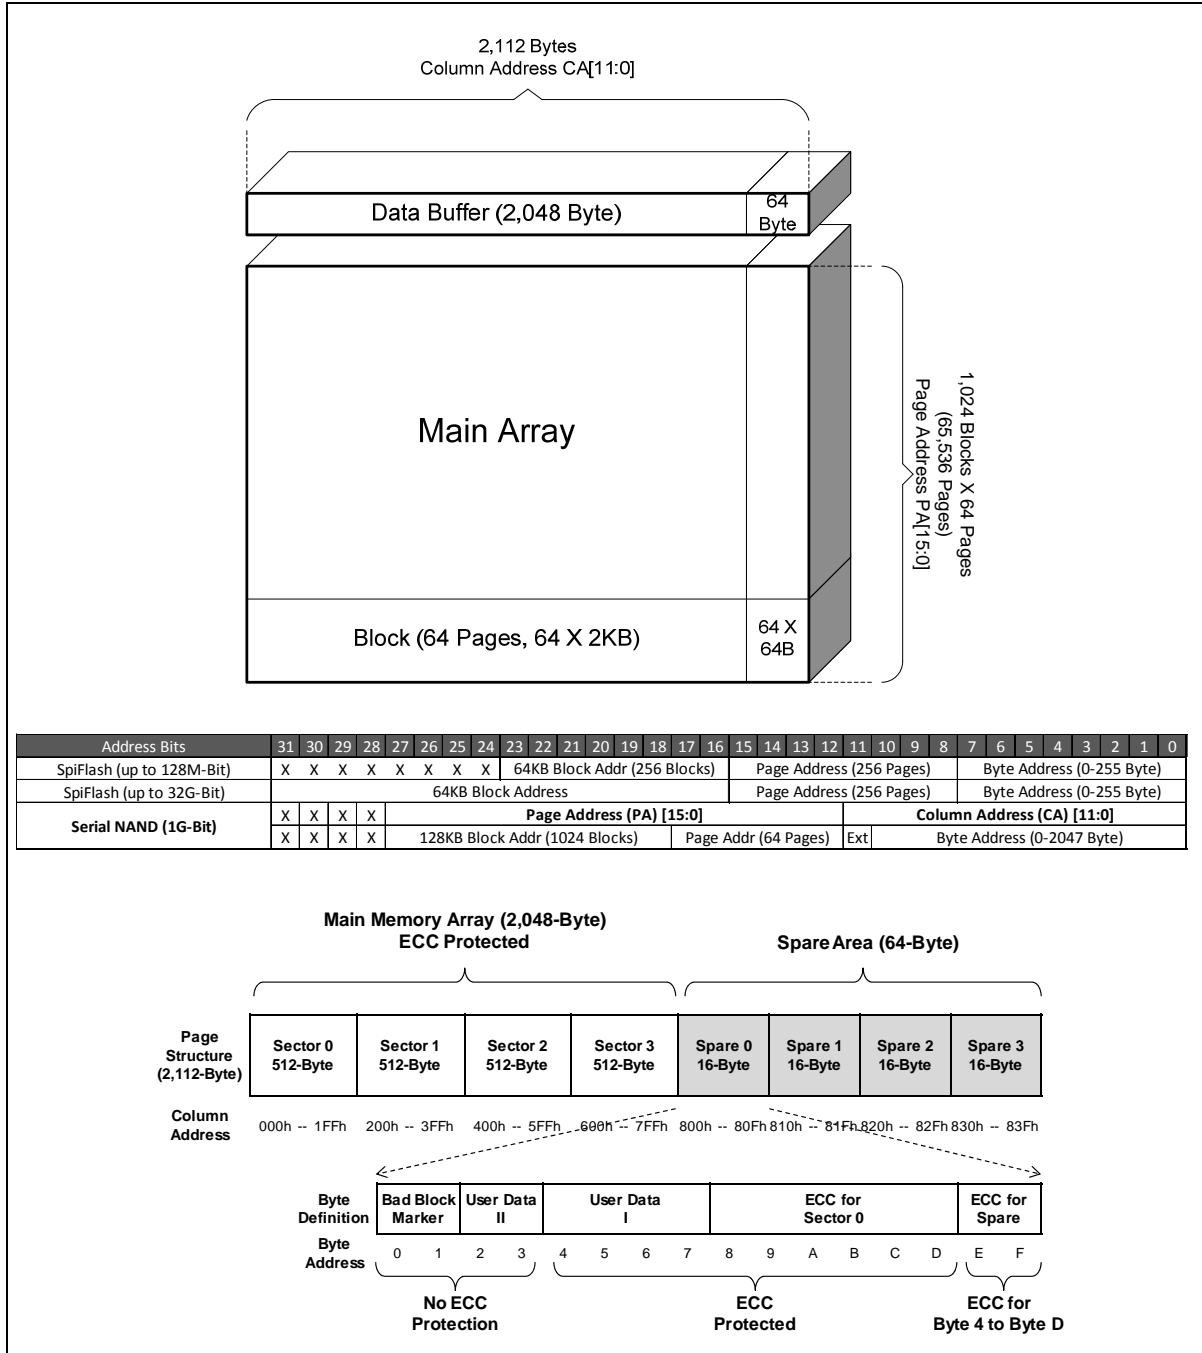 2,112 Bytes
Column Address CA[11:0]
Data Buffer (2,048 Byte)
64
Byte
Main Array
1,024 Blocks X 64 Pages
(65,536 Pages)
Page Address PA[15:0]
Block (64 Pages, 64 X 2KB)
64 X
64B
Address Bits 31 30 29 28 27 26 25 24 23 22 21 20 19 18 17 16 15 14 13 12 11 10 9 8 7 6 5 4 3 2 1 0
SpiFlash (up to 128M-Bit) X X X X X X X X 64KB Block Addr (256 Blocks) Page Address (256 Pages) Byte Address (0-255 Byte)
SpiFlash (up to 32G-Bit) 64KB Block Address Page Address (256 Pages) Byte Address (0-255 Byte)
Serial NAND (1G-Bit)
X X X X Page Address (PA) [15:0] Column Address (CA) [11:0]
X X X X 128KB Block Addr (1024 Blocks) Page Addr (64 Pages) Ext Byte Address (0-2047 Byte)
Main Memory Array (2,048-Byte)
ECC Protected
Spare Area (64-Byte)
Page
Structure
(2,112-Byte)
Sector 0 Sector 1 Sector 2 Sector 3 Spare 0 Spare 1 Spare 2 Spare 3
512-Byte 512-Byte 512-Byte 512-Byte 16-Byte 16-Byte 16-Byte 16-Byte
Column
Address
000h -- 1FFh 200h -- 3FFh 400h -- 5FFh 600h -- 7FFh 800h -- 80Fh 810h -- 81Fh 820h -- 82Fh 830h -- 83Fh
Byte
Definition
Bad Block User Data User Data ECC for ECC for
Marker II I Sector 0 Spare
Byte
Address
0 1 2 3 4 5 6 7 8 9 A B C D E F
No ECC
Protection
ECC
Protected
ECC for
Byte 4 to Byte D